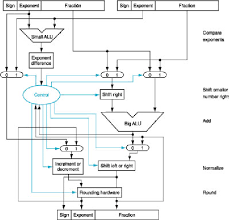 Sign Exponent Fraction Sign Exponent Fraction
Compare
exponents
Small ALU
Exponent
difference
0 1 0 1 0 1
Control
Shift right
Shift smaller
number right
Big ALU
Add
0 1 0 1
Increment or
decrement
Shift left or right
Normalize
Rounding hardware
Round
Sign Exponent Fraction